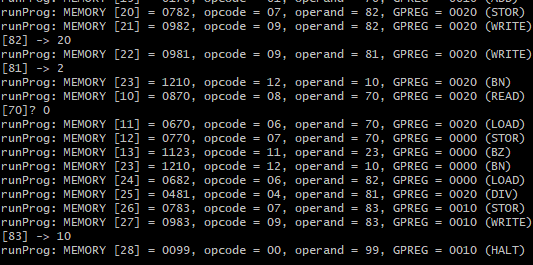 runProg: MEMORY [20] = 0782, opcode = 07, operand = 82, GPREG = 0020 (STOR)
runProg: MEMORY [21] = 0982, opcode = 09, operand = 82, GPREG = 0020 (WRITE)
[82] -> 20
runProg: MEMORY [22] = 0981, opcode = 09, operand = 81, GPREG = 0020 (WRITE)
[81] -> 2
runProg: MEMORY [23] = 1210, opcode = 12, operand = 10, GPREG = 0020 (BN)
runProg: MEMORY [10] = 0870, opcode = 08, operand = 70, GPREG = 0020 (READ)
[70]? 0
runProg: MEMORY [11] = 0670, opcode = 06, operand = 70, GPREG = 0020 (LOAD)
runProg: MEMORY [12] = 0770, opcode = 07, operand = 70, GPREG = 0000 (STOR)
runProg: MEMORY [13] = 1123, opcode = 11, operand = 23, GPREG = 0000 (BZ)
runProg: MEMORY [23] = 1210, opcode = 12, operand = 10, GPREG = 0000 (BN)
runProg: MEMORY [24] = 0682, opcode = 06, operand = 82, GPREG = 0000 (LOAD)
runProg: MEMORY [25] = 0481, opcode = 04, operand = 81, GPREG = 0020 (DIV)
runProg: MEMORY [26] = 0783, opcode = 07, operand = 83, GPREG = 0010 (STOR)
runProg: MEMORY [27] = 0983, opcode = 09, operand = 83, GPREG = 0010 (WRITE)
[83] -> 10
runProg: MEMORY [28] = 0099, opcode = 00, operand = 99, GPREG = 0010 (HALT)